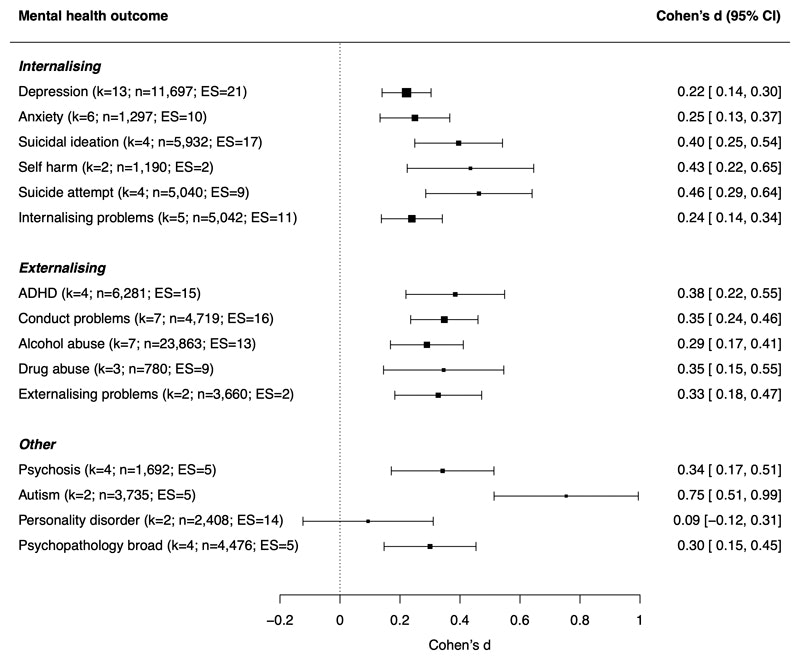 Mental health outcome Cohen's d (95% CI)
Internalising
Depression (k=13; n=11,697; ES=21) 0.22 [ 0.14, 0.30]
Anxiety (k=6; n=1,297; ES=10) 0.25 [ 0.13, 0.37]
Suicidal ideation (k=4; n=5,932; ES=17) 0.40 [ 0.25, 0.54]
Self harm (k=2; n=1,190; ES=2) 0.43 [ 0.22, 0.65]
Suicide attempt (k=4; n=5,040; ES=9) 0.46 [ 0.29, 0.64]
Internalising problems (k=5; n=5,042; ES=11) 0.24 [ 0.14, 0.34]
Externalising
ADHD (k=4; n=6,281; ES=15) 0.38 [ 0.22, 0.55]
Conduct problems (k=7; n=4,719; ES=16) 0.35 [ 0.24, 0.46]
Alcohol abuse (k=7; n=23,863; ES=13) 0.29 [ 0.17, 0.41]
Drug abuse (k=3; n=780; ES=9) 0.35 [ 0.15, 0.55]
Externalising problems (k=2; n=3,660; ES=2) 0.33 [ 0.18, 0.47]
Other
Psychosis (k=4; n=1,692; ES=5) 0.34 [ 0.17, 0.51]
Autism (k=2; n=3,735; ES=5) 0.75 [ 0.51, 0.99]
Personality disorder (k=2; n=2,408; ES=14) 0.09 [−0.12, 0.31]
Psychopathology broad (k=4; n=4,476; ES=5) 0.30 [ 0.15, 0.45]
−0.2 0 0.2 0.4 0.6 0.8 1
Cohen's d